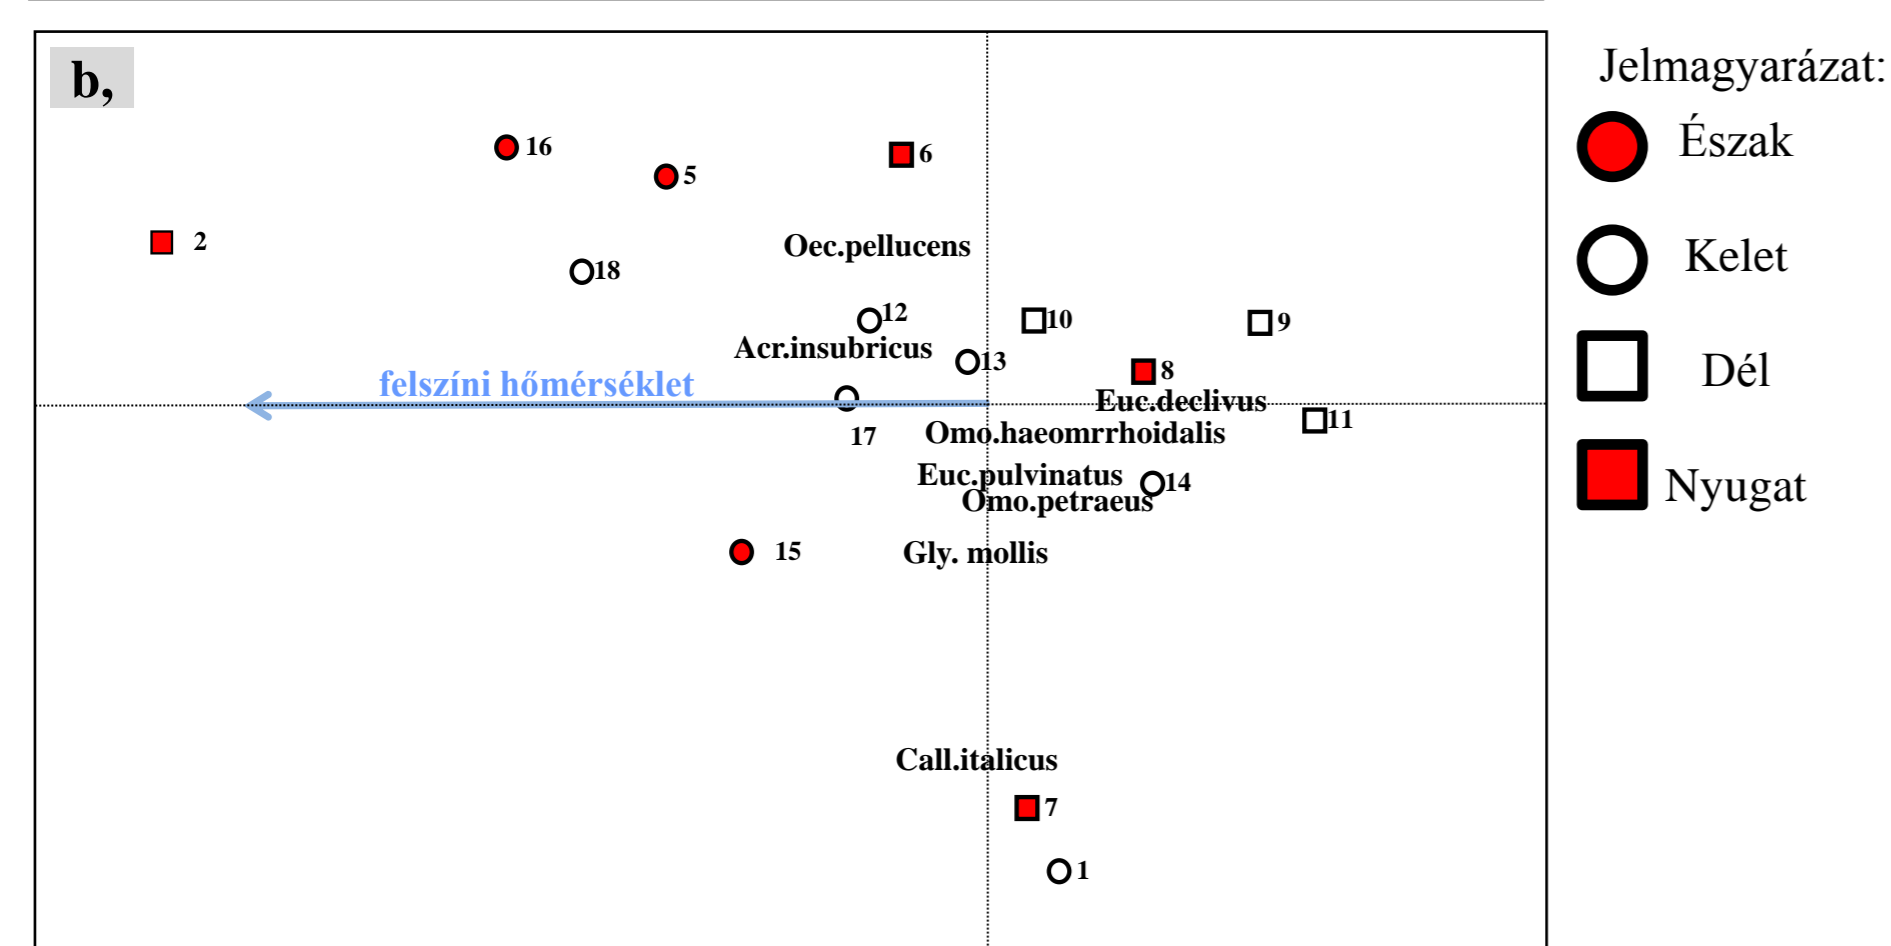 b,
Jelmagyarázat:
Észak
Kelet
Dél
Nyugat
16
5
6
2
Oec.pellucens
18
12
10
9
Acr.insubricus
13
8
felszíni hőmérséklet
Euc.declivus
11
17
Omo.haeomrrhoidalis
Euc.pulvinatus
14
Omo.petraeus
15
Gly. mollis
Call.italicus
7
1